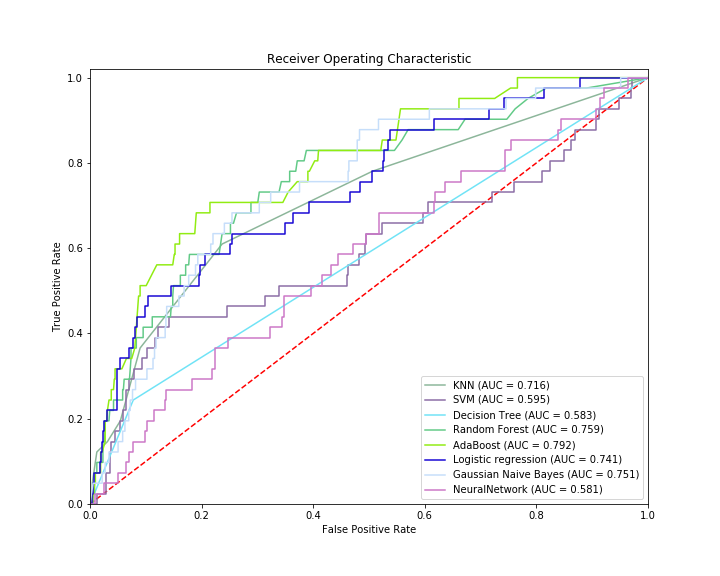 Receiver Operating Characteristic
True Positive Rate
1.0
0.8
0.6
0.4
0.2
0.0
KNN (AUC = 0.716)
SVM (AUC = 0.595)
Decision Tree (AUC = 0.583)
Random Forest (AUC = 0.759)
AdaBoost (AUC = 0.792)
Logistic regression (AUC = 0.741)
Gaussian Naive Bayes (AUC = 0.751)
NeuralNetwork (AUC = 0.581)
0.0 0.2 0.4 0.6 0.8 1.0
False Positive Rate